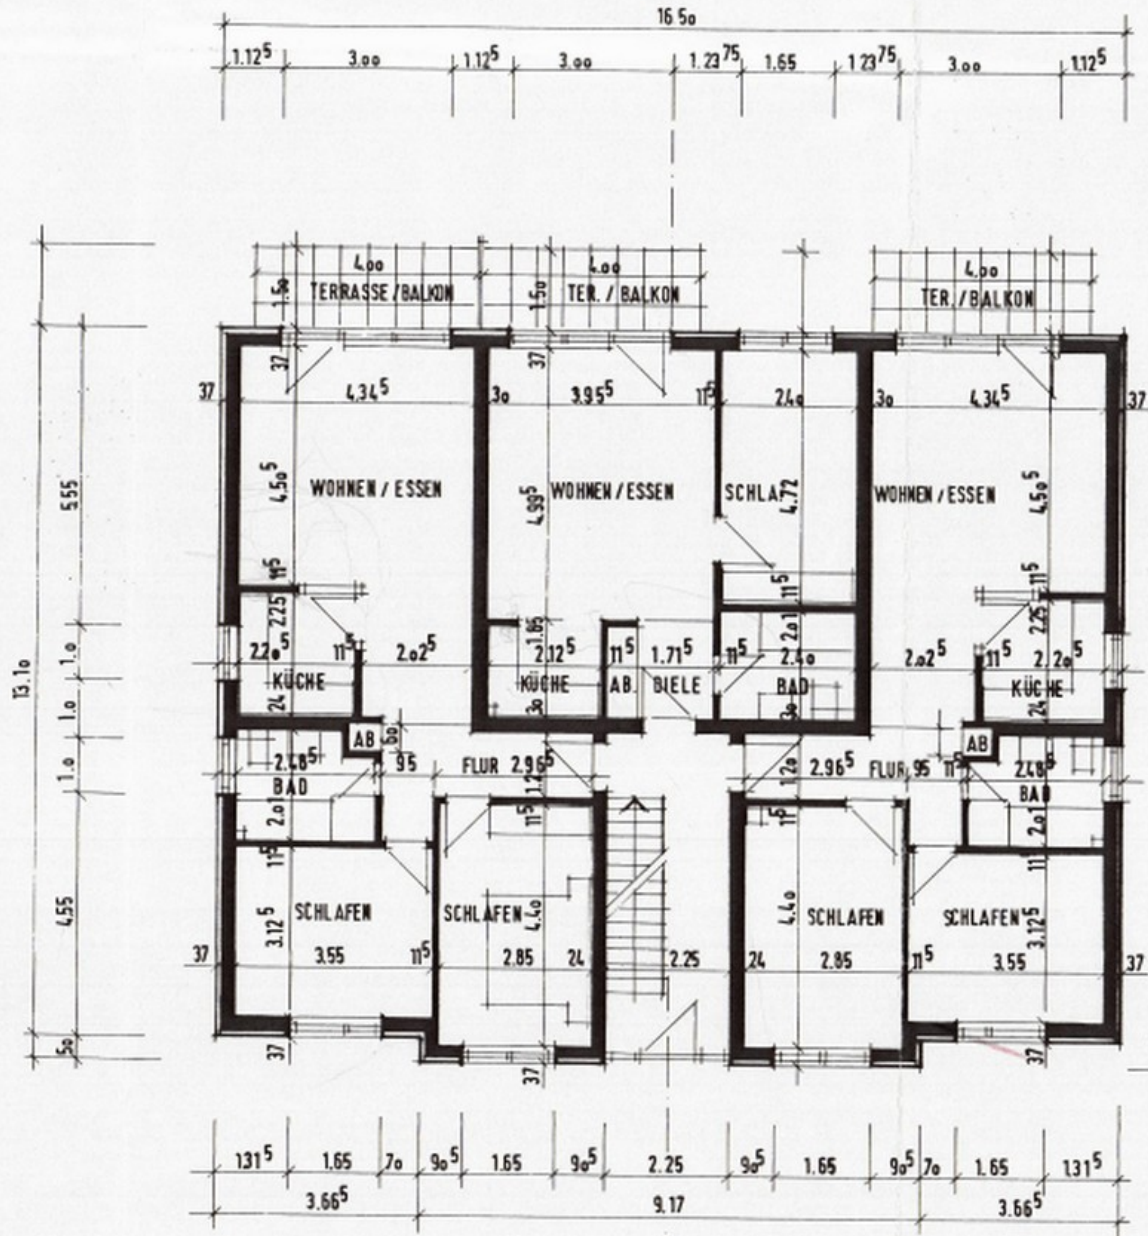 16.50
1.12⁵ 3.00 1.12⁵ 3.00 1.23⁷⁵ 1.65 1.23⁷⁵ 3.00 1.12⁵
4.00 4.00 4.00
1.50 TERRASSE/BALKON 1.50 TER. / BALKON TER. / BALKON
37 37
37 4.34⁵ 30 3.95⁵ 11⁵ 2.40 30 4.34⁵ 37
5.55 4.50⁵ WOHNEN / ESSEN 4.99⁵ WOHNEN / ESSEN SCHLAF 4.72 WOHNEN / ESSEN 4.50⁵
11⁵ 11⁵ 11⁵
2.25 1.85 2.01 2.25
1.0 2.20⁵ 11⁵ 2.02⁵ 2.12⁵ 11⁵ 1.71⁵ 11⁵ 2.40 2.02⁵ 11⁵ 2.20⁵
13.10 KÜCHE KÜCHE AB. DIELE BAD KÜCHE
1.0 24 30 30 24
AB 60 AB
1.0 2.48⁵ 95 FLUR 2.96⁵ 2.96⁵ FLUR 95 11⁵ 2.48⁵
BAD 1.20 BAD
2.01 11⁵ 11⁵ 2.01
11⁵ 11
4.55 3.12⁵ SCHLAFEN SCHLAFEN 4.40 4.40 SCHLAFEN SCHLAFEN 3.12⁵
37 3.55 11⁵ 2.85 24 2.25 24 2.85 11⁵ 3.55 37
50 37 37 37
1.31⁵ 1.65 70 90⁵ 1.65 90⁵ 2.25 90⁵ 1.65 90⁵ 70 1.65 1.31⁵
3.66⁵ 9.17 3.66⁵